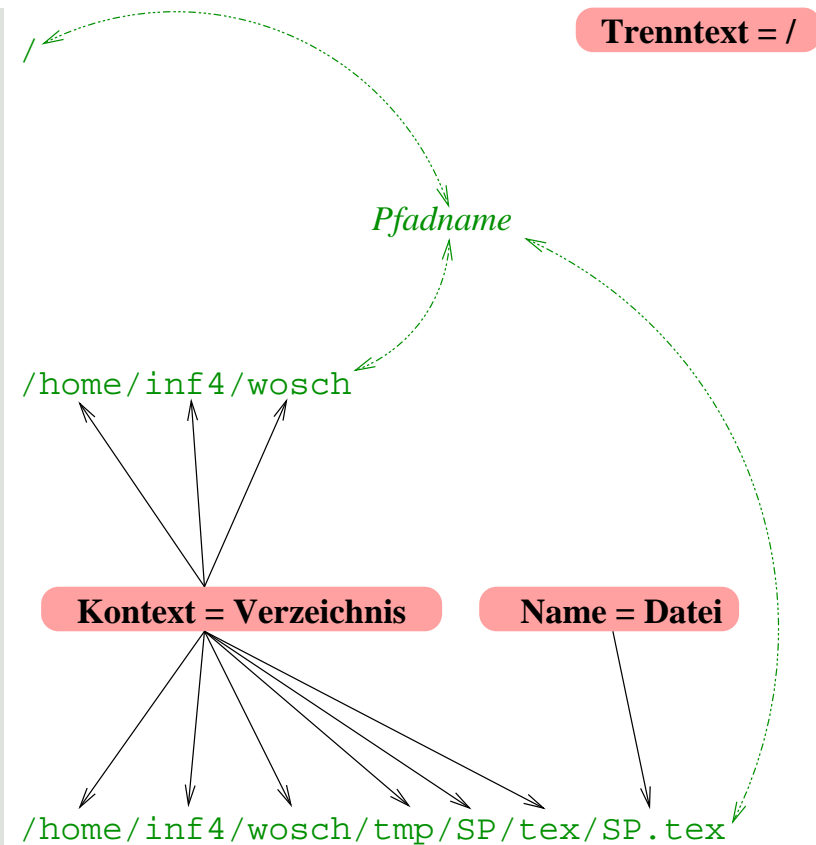 Trenntext = /
/
Pfadname
/home/inf4/wosch
Kontext = Verzeichnis
Name = Datei
/home/inf4/wosch/tmp/SP/tex/SP.tex